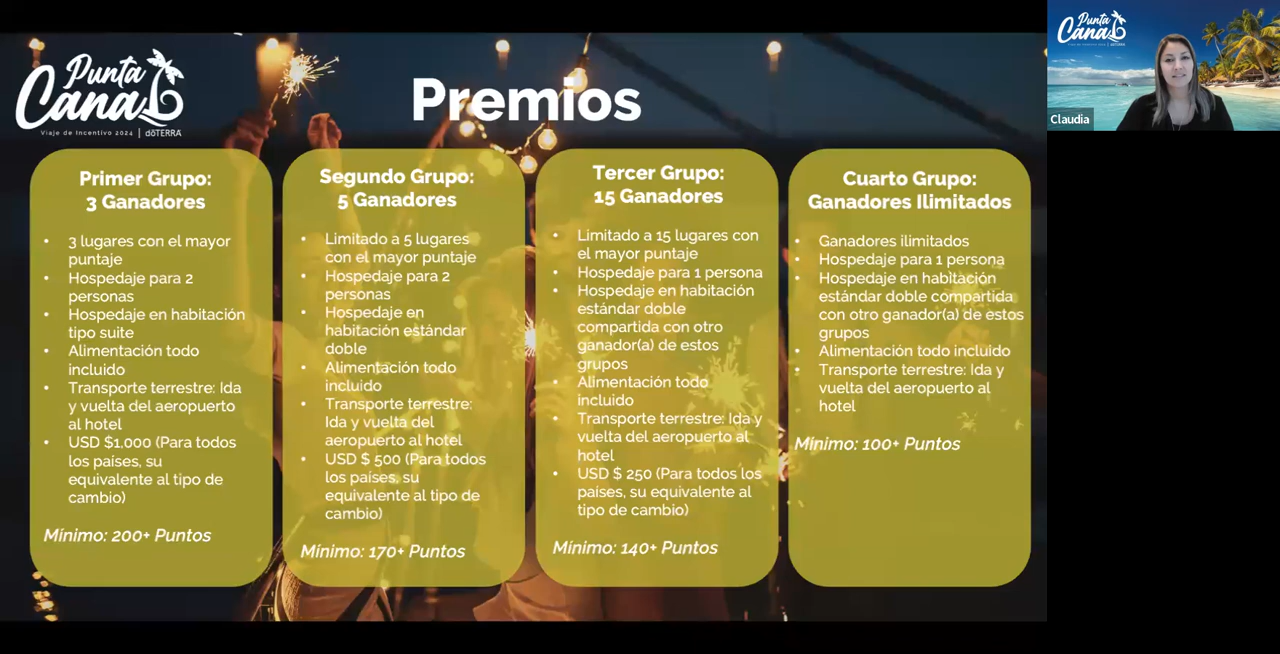 Punta
Cana
Viaje de Incentivo 2024 | dōTERRA
Premios
Primer Grupo:
3 Ganadores
• 3 lugares con el mayor
puntaje
• Hospedaje para 2
personas
• Hospedaje en habitación
tipo suite
• Alimentación todo
incluido
• Transporte terrestre: Ida
y vuelta del aeropuerto
al hotel
• USD $1,000 (Para todos
los países, su
equivalente al tipo de
cambio)
Mínimo: 200+ Puntos
Segundo Grupo:
5 Ganadores
• Limitado a 5 lugares
con el mayor puntaje
• Hospedaje para 2
personas
• Hospedaje en
habitación estándar
doble
• Alimentación todo
incluido
• Transporte terrestre:
Ida y vuelta del
aeropuerto al hotel
• USD $ 500 (Para todos
los países, su
equivalente al tipo de
cambio)
Mínimo: 170+ Puntos
Tercer Grupo:
15 Ganadores
• Limitado a 15 lugares con
el mayor puntaje
• Hospedaje para 1 persona
• Hospedaje en habitación
estándar doble
compartida con otro
ganador(a) de estos
grupos
• Alimentación todo
incluido
• Transporte terrestre: Ida y
vuelta del aeropuerto al
hotel
• USD $ 250 (Para todos los
países, su equivalente al
tipo de cambio)
Mínimo: 140+ Puntos
Cuarto Grupo:
Ganadores Ilimitados
• Ganadores ilimitados
• Hospedaje para 1 persona
• Hospedaje en habitación
estándar doble compartida
con otro ganador(a) de estos
grupos
• Alimentación todo incluido
• Transporte terrestre: Ida y
vuelta del aeropuerto al
hotel
Mínimo: 100+ Puntos
Punta
Cana
Viaje de Incentivo 2024 | dōTERRA
Claudia